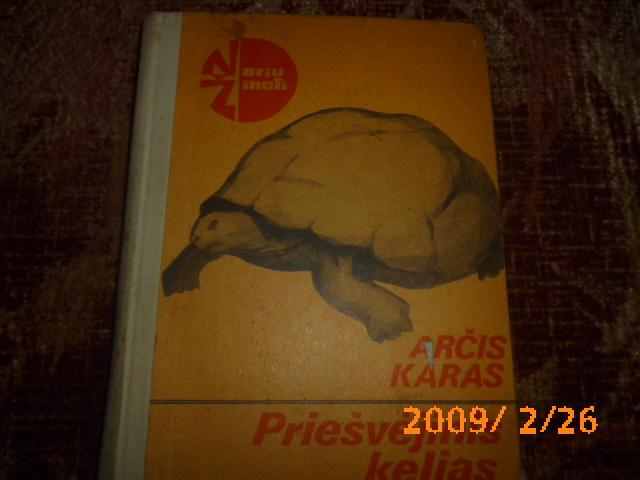 Noriu
Žinoti
ARČIS
KARAS
Priešvėjinis
kelias
2009/ 2/26